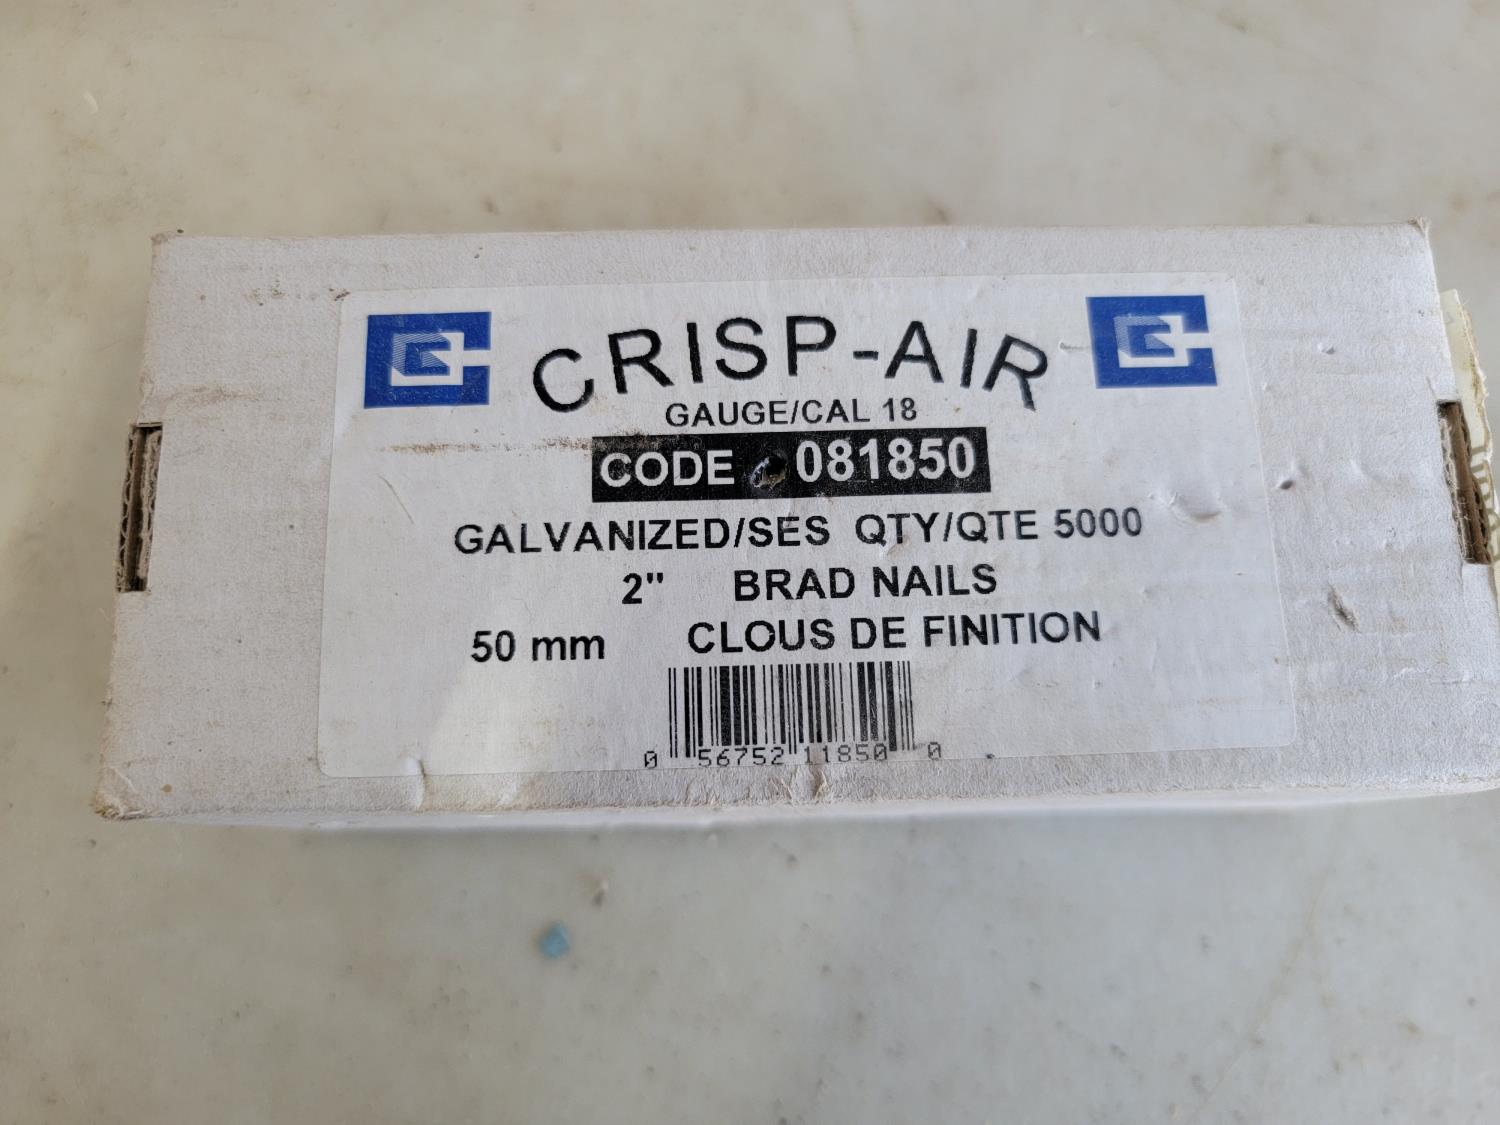 CRISP-AIR
GAUGE/CAL 18
CODE 081850
GALVANIZED/SES QTY/QTE 5000
2" BRAD NAILS
50 mm CLOUS DE FINITION
0 56752 11850 0